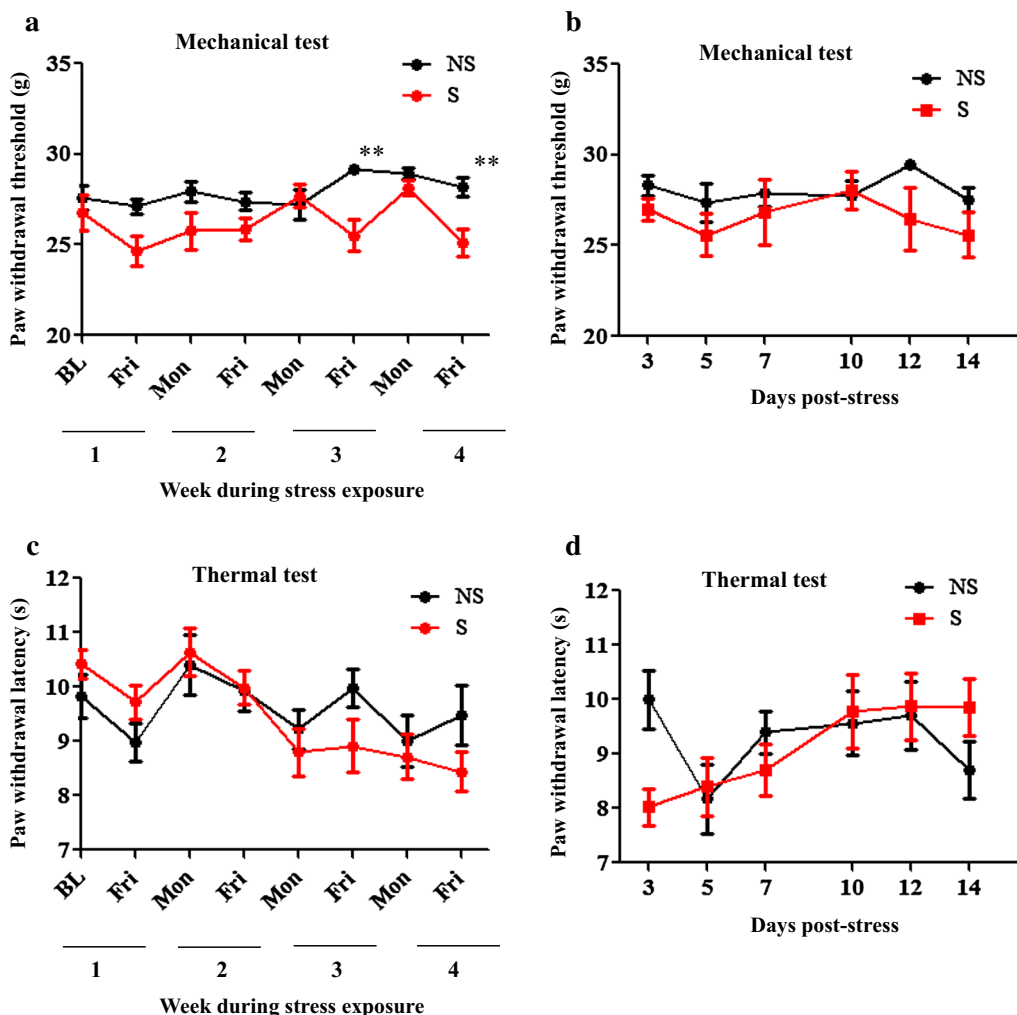 a
Mechanical test
NS
S
Paw withdrawal threshold (g)
35
30
25
20
**
**
BL Fri Mon Fri Mon Fri Mon Fri
1 2 3 4
Week during stress exposure
b
Mechanical test
NS
S
Paw withdrawal threshold (g)
35
30
25
20
3 5 7 10 12 14
Days post-stress
c
Thermal test
NS
S
Paw withdrawal latency (s)
12
11
10
9
8
7
BL Fri Mon Fri Mon Fri Mon Fri
1 2 3 4
Week during stress exposure
d
Thermal test
NS
S
Paw withdrawal latency (s)
12
11
10
9
8
7
3 5 7 10 12 14
Days post-stress